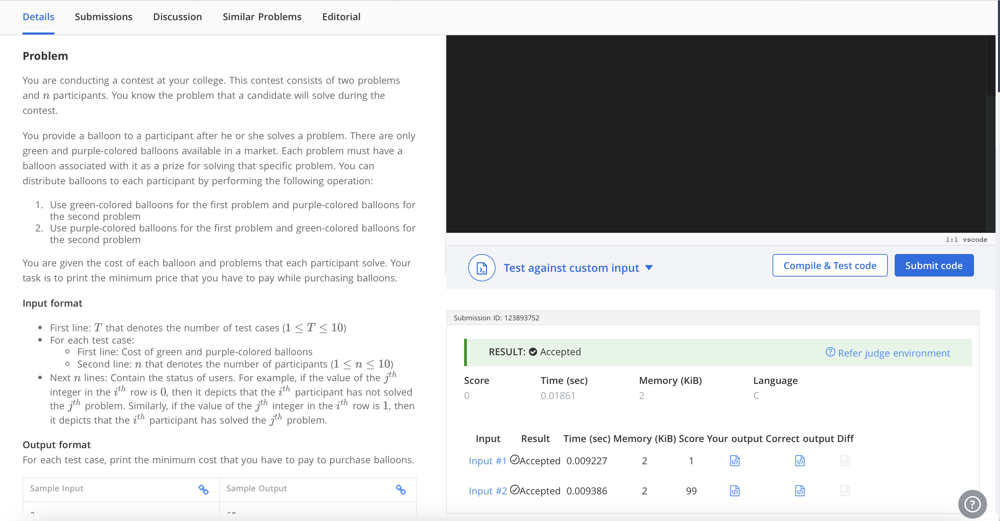 Details Submissions Discussion Similar Problems Editorial
Problem
You are conducting a contest at your college. This contest consists of two problems
and n participants. You know the problem that a candidate will solve during the
contest.
You provide a balloon to a participant after he or she solves a problem. There are only
green and purple-colored balloons available in a market. Each problem must have a
balloon associated with it as a prize for solving that specific problem. You can
distribute balloons to each participant by performing the following operation:
1. Use green-colored balloons for the first problem and purple-colored balloons for
the second problem
2. Use purple-colored balloons for the first problem and green-colored balloons for
the second problem
You are given the cost of each balloon and problems that each participant solve. Your
task is to print the minimum price that you have to pay while purchasing balloons.
Input format
• First line: T that denotes the number of test cases (1 ≤ T ≤ 10)
• For each test case:
◦ First line: Cost of green and purple-colored balloons
◦ Second line: n that denotes the number of participants (1 ≤ n ≤ 10)
• Next n lines: Contain the status of users. For example, if the value of the j^th
integer in the i^th row is 0, then it depicts that the i^th participant has not solved
the j^th problem. Similarly, if the value of the j^th integer in the i^th row is 1, then
it depicts that the i^th participant has solved the j^th problem.
Output format
For each test case, print the minimum cost that you have to pay to purchase balloons.
Sample Input Sample Output
1:1 vscode
Test against custom input Compile & Test code Submit code
Submission ID: 123893752
RESULT: Accepted Refer judge environment
Score Time (sec) Memory (KiB) Language
0 0.01861 2 C
Input Result Time (sec) Memory (KiB) Score Your output Correct output Diff
Input #1 Accepted 0.009227 2 1
Input #2 Accepted 0.009386 2 99
?